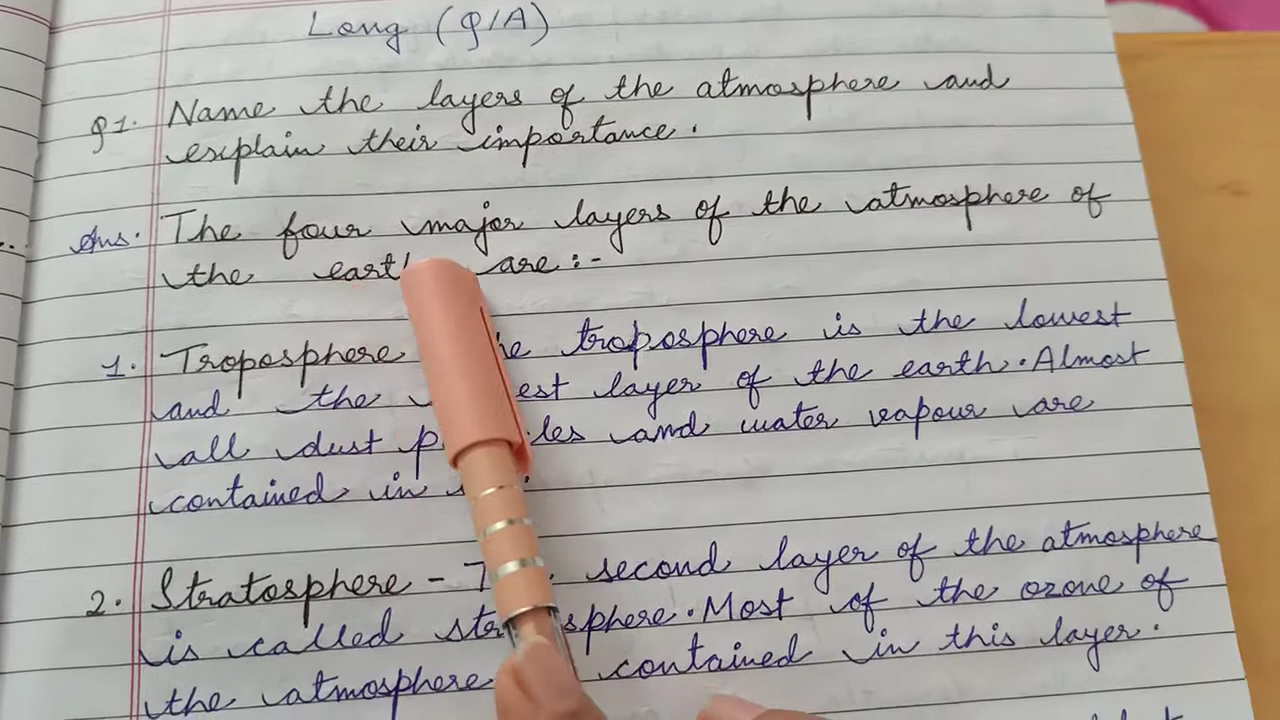 Long (Q/A)
Q1. Name the layers of the atmosphere and
explain their importance.
Ans. The four major layers of the atmosphere of
the earth are :-
1. Troposphere troposphere is the lowest
and the layer of the earth. Almost
all dust and water vapour are
contained in
2. Stratosphere - second layer of the atmosphere
is called stratosphere. Most of the ozone of
the atmosphere contained in this layer.